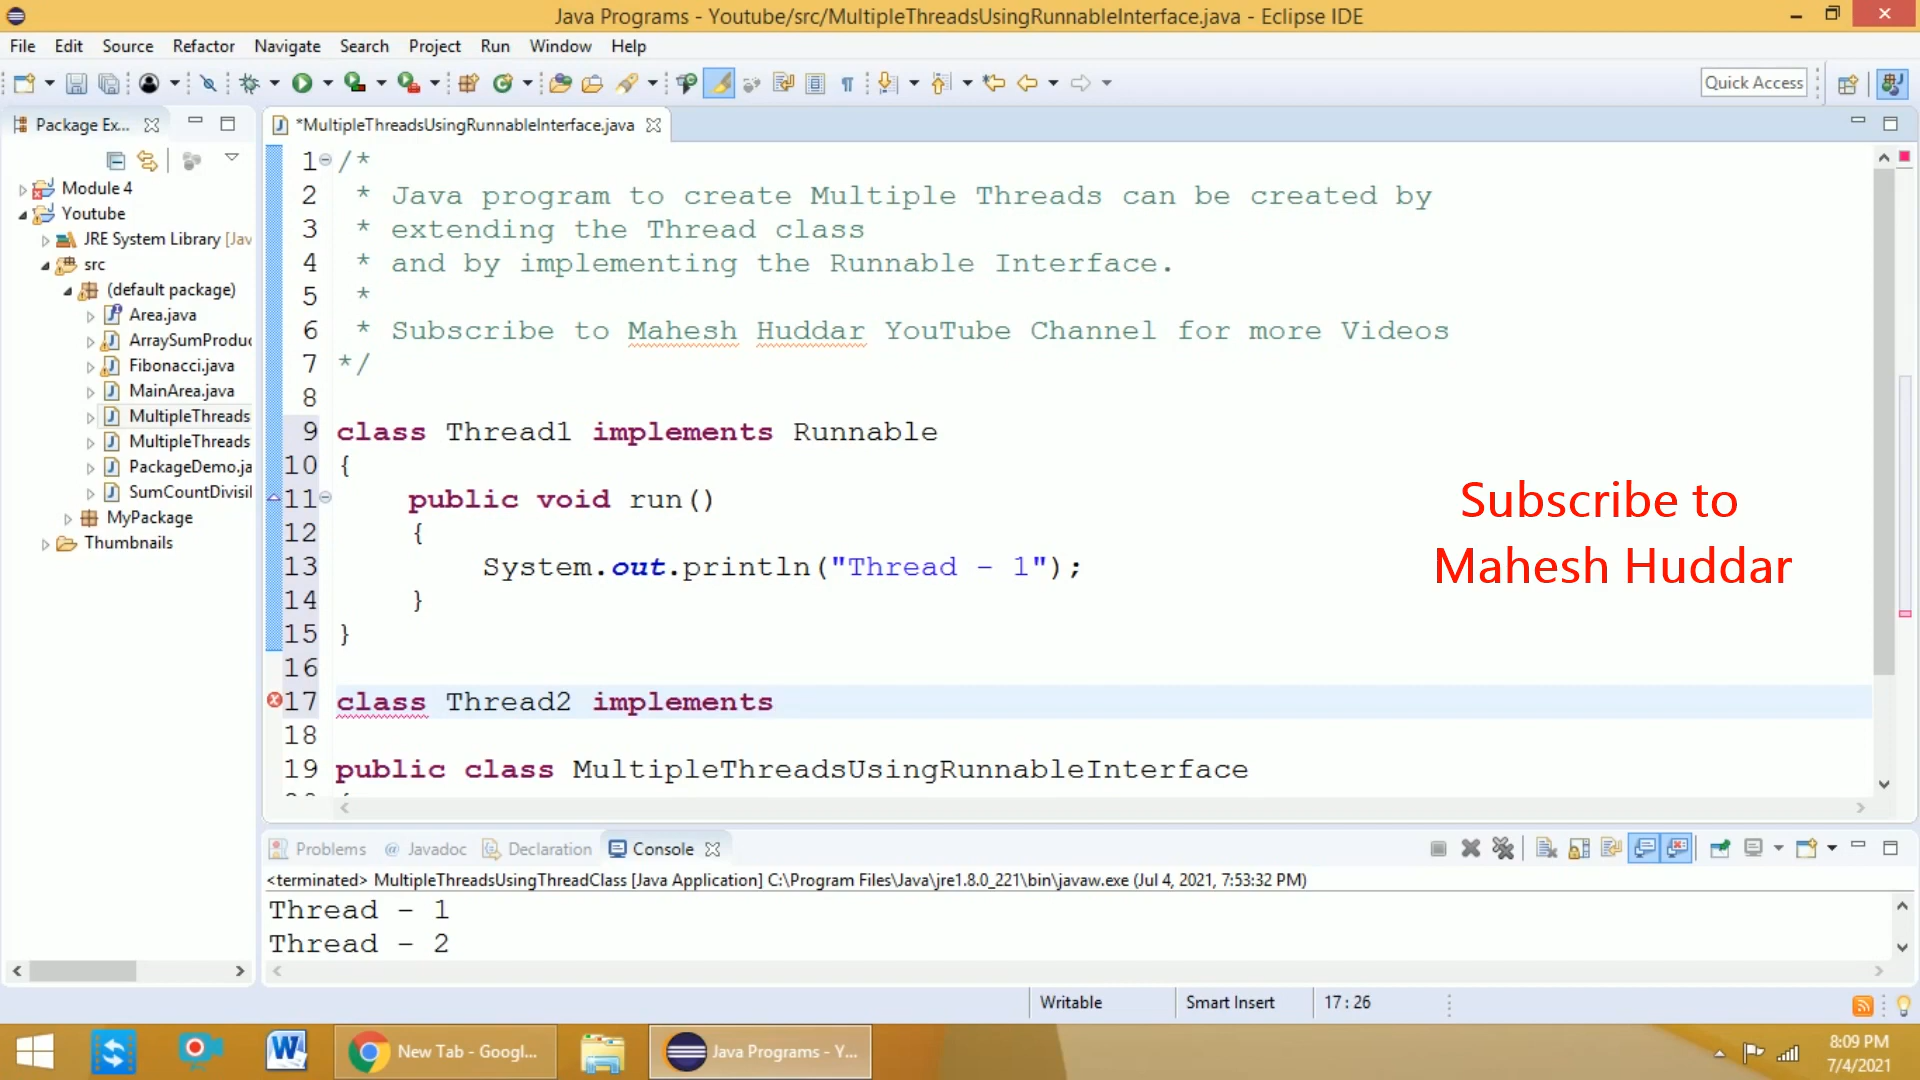 Java Programs - Youtube/src/MultipleThreadsUsingRunnableInterface.java - Eclipse IDE
File Edit Source Refactor Navigate Search Project Run Window Help
Quick Access
Package Ex...
*MultipleThreadsUsingRunnableInterface.java
Module 4
Youtube
JRE System Library [Jav
src
(default package)
Area.java
ArraySumProduc
Fibonacci.java
MainArea.java
MultipleThreads
MultipleThreads
PackageDemo.ja
SumCountDivisil
MyPackage
Thumbnails
1 /*
2 * Java program to create Multiple Threads can be created by
3 * extending the Thread class
4 * and by implementing the Runnable Interface.
5 *
6 * Subscribe to Mahesh Huddar YouTube Channel for more Videos
7 */
8
9 class Thread1 implements Runnable
10 {
11 public void run()
12 {
13 System.out.println("Thread - 1");
14 }
15 }
16
17 class Thread2 implements
18
19 public class MultipleThreadsUsingRunnableInterface
Subscribe to
Mahesh Huddar
Problems @ Javadoc Declaration Console
<terminated> MultipleThreadsUsingThreadClass [Java Application] C:\Program Files\Java\jre1.8.0_221\bin\javaw.exe (Jul 4, 2021, 7:53:32 PM)
Thread - 1
Thread - 2
Writable Smart Insert 17 : 26
New Tab - Googl...
Java Programs - Y...
8:09 PM
7/4/2021